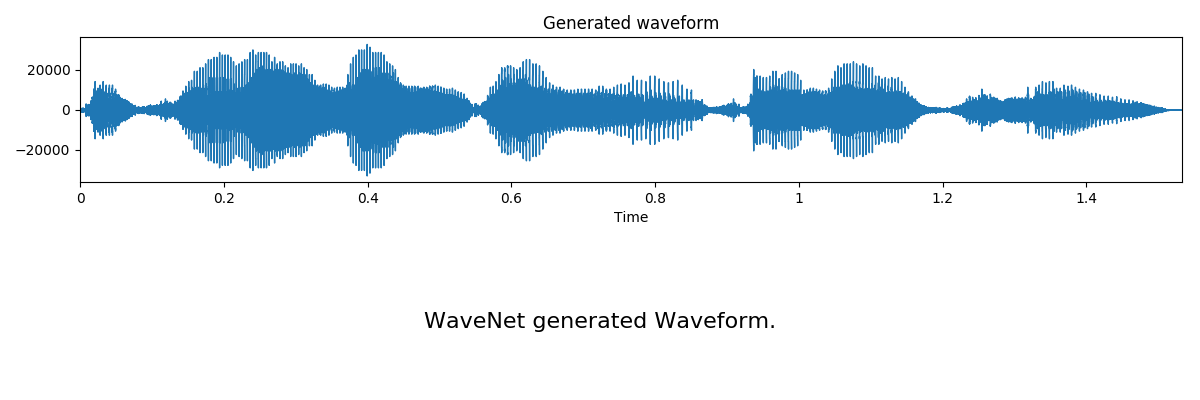 Generated waveform
20000
0
−20000
0 0.2 0.4 0.6 0.8 1 1.2 1.4
Time
WaveNet generated Waveform.